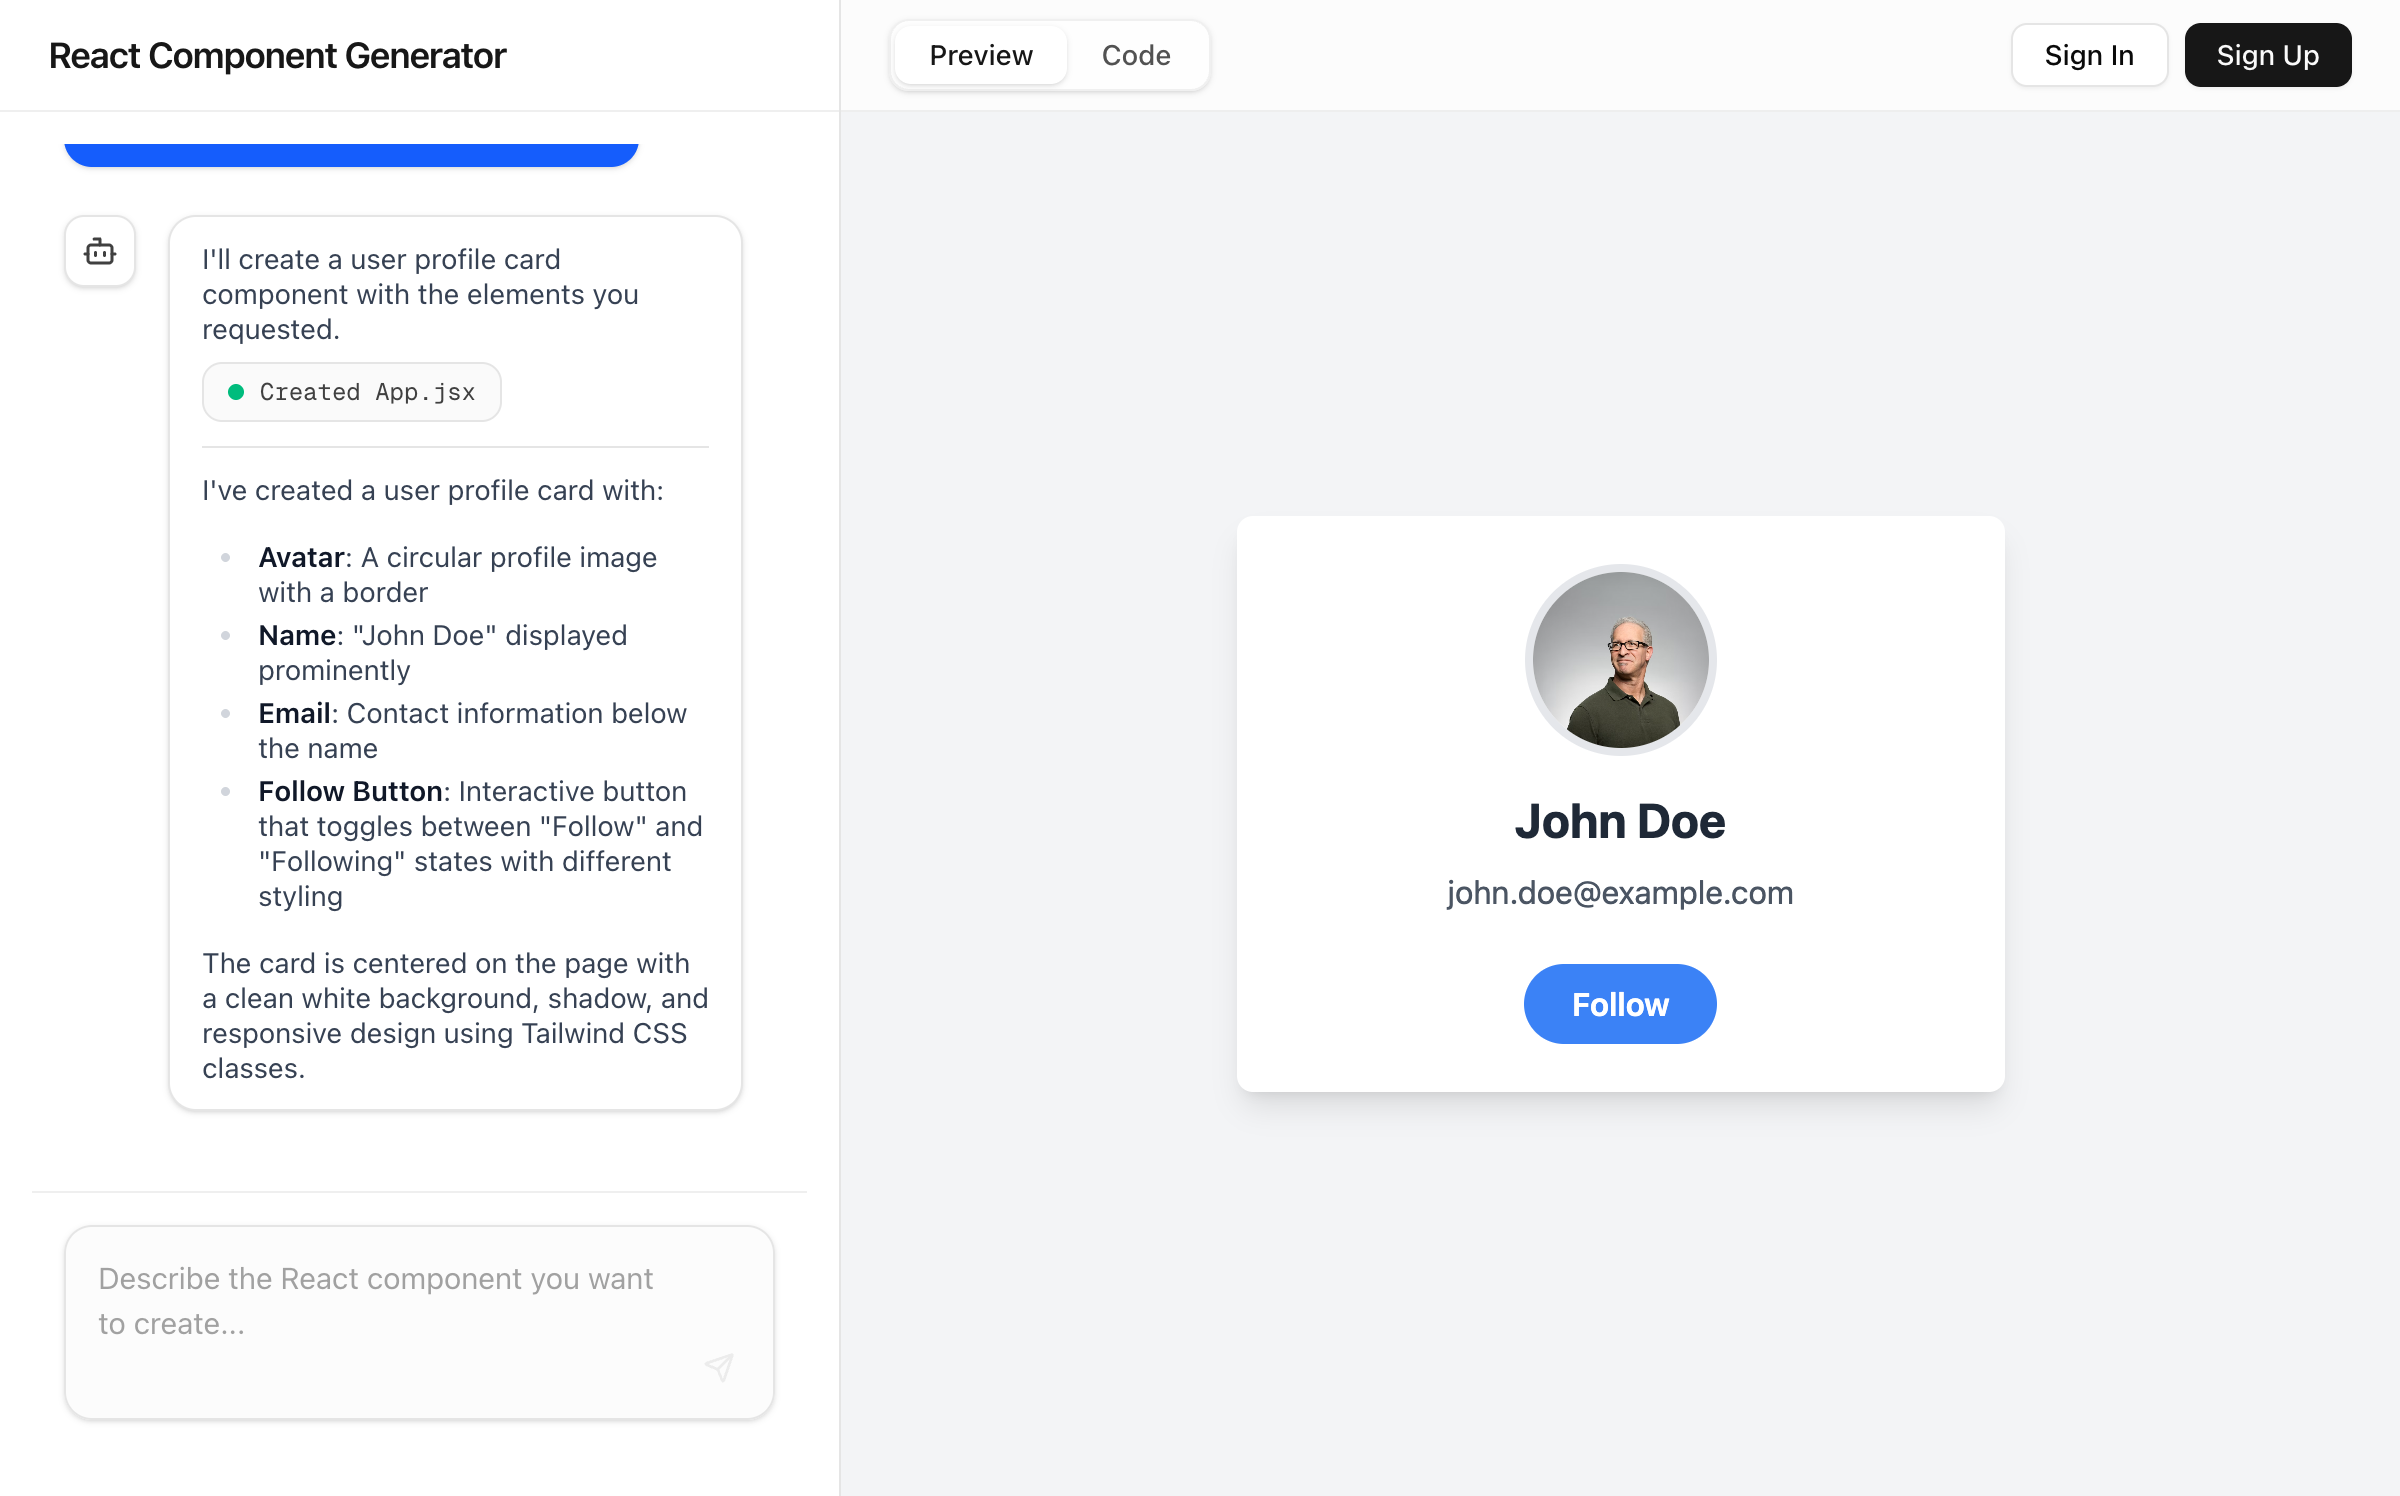 React Component Generator
Preview
Code
Sign In
Sign Up
I'll create a user profile card
component with the elements you
requested.
Created App.jsx
I've created a user profile card with:
Avatar: A circular profile image
with a border
Name: "John Doe" displayed
prominently
Email: Contact information below
the name
Follow Button: Interactive button
that toggles between "Follow" and
"Following" states with different
styling
The card is centered on the page with
a clean white background, shadow, and
responsive design using Tailwind CSS
classes.
Describe the React component you want
to create...
John Doe
john.doe@example.com
Follow